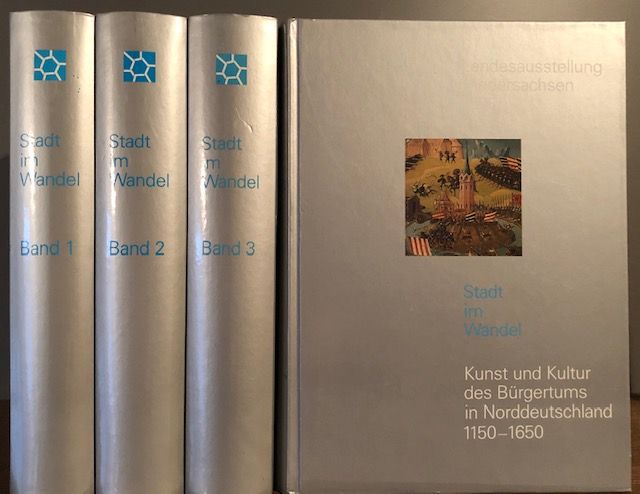 Stadt
im
Wandel
Band 1
Stadt
im
Wandel
Band 2
Stadt
im
Wandel
Band 3
Landesausstellung
Niedersachsen
Stadt
im
Wandel
Kunst und Kultur
des Bürgertums
in Norddeutschland
1150–1650